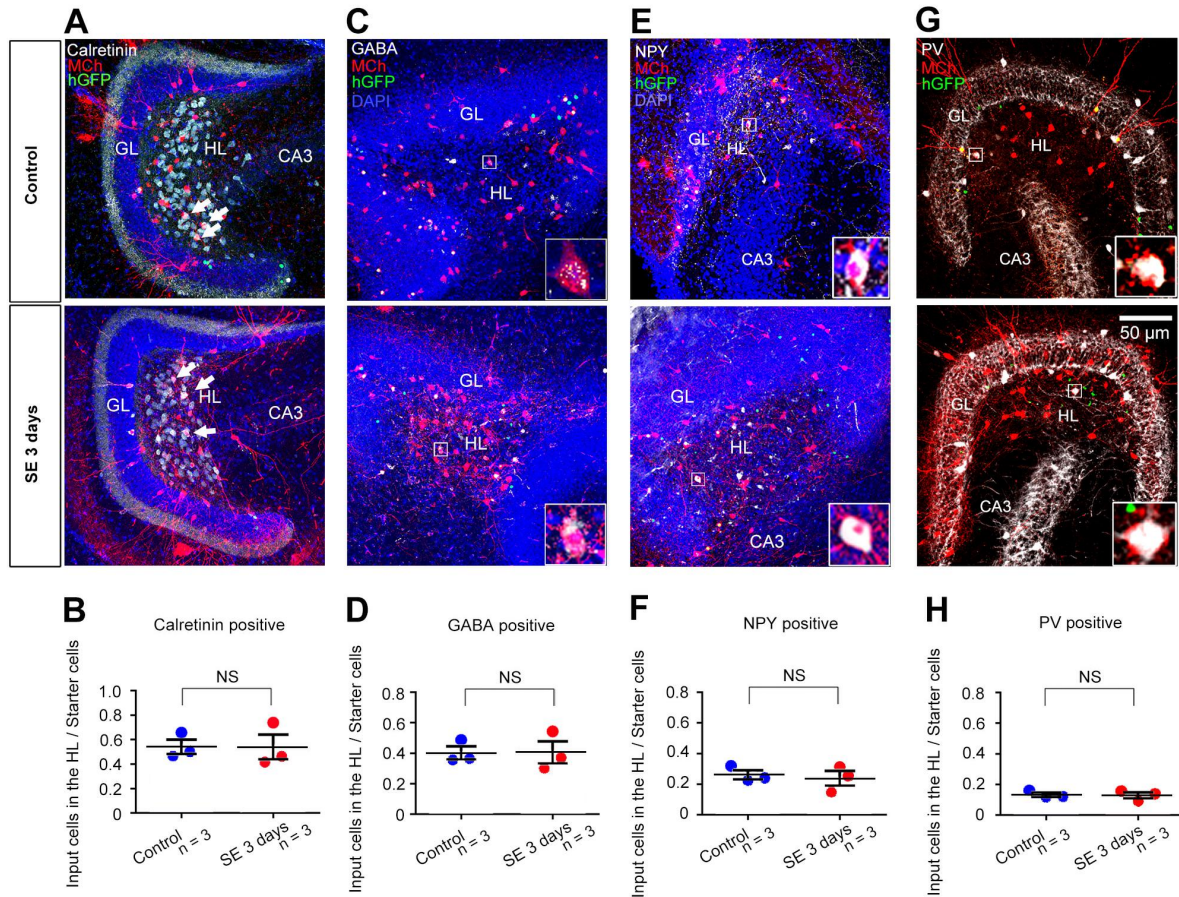 A
Calretinin
MCh
hGFP
GL
HL
CA3
C
GABA
MCh
hGFP
DAPI
GL
HL
E
NPY
MCh
hGFP
DAPI
GL
HL
CA3
G
PV
MCh
hGFP
GL
HL
CA3
Control
SE 3 days
GL
HL
CA3
GL
HL
GL
HL
CA3
50 µm
GL
HL
CA3
B
Calretinin positive
NS
Input cells in the HL / Starter cells
1.0
0.8
0.6
0.4
0.2
0
Control
n = 3
SE 3 days
n = 3
D
GABA positive
NS
Input cells in the HL / Starter cells
0.8
0.6
0.4
0.2
0
Control
n = 3
SE 3 days
n = 3
F
NPY positive
NS
Input cells in the HL / Starter cells
0.8
0.6
0.4
0.2
0
Control
n = 3
SE 3 days
n = 3
H
PV positive
NS
Input cells in the HL / Starter cells
0.8
0.6
0.4
0.2
0
Control
n = 3
SE 3 days
n = 3